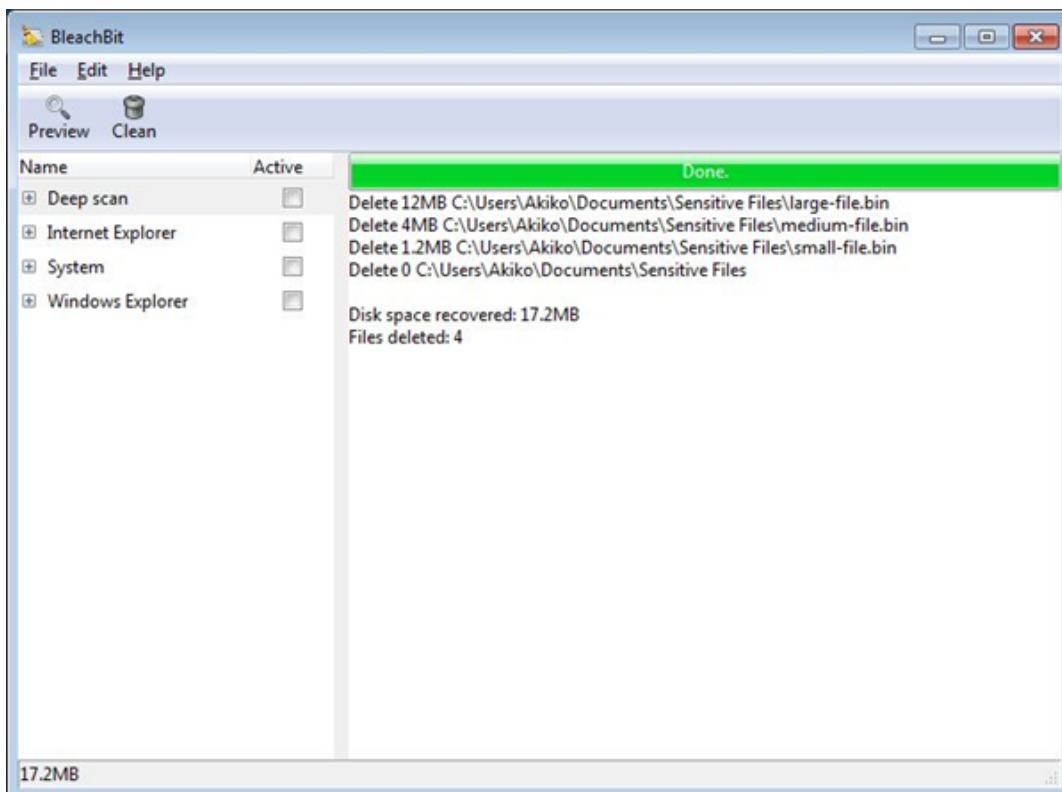 BleachBit
File Edit Help
Preview Clean
Name Active
Deep scan
Internet Explorer
System
Windows Explorer
Done.
Delete 12MB C:\Users\Akiko\Documents\Sensitive Files\large-file.bin
Delete 4MB C:\Users\Akiko\Documents\Sensitive Files\medium-file.bin
Delete 1.2MB C:\Users\Akiko\Documents\Sensitive Files\small-file.bin
Delete 0 C:\Users\Akiko\Documents\Sensitive Files
Disk space recovered: 17.2MB
Files deleted: 4
17.2MB